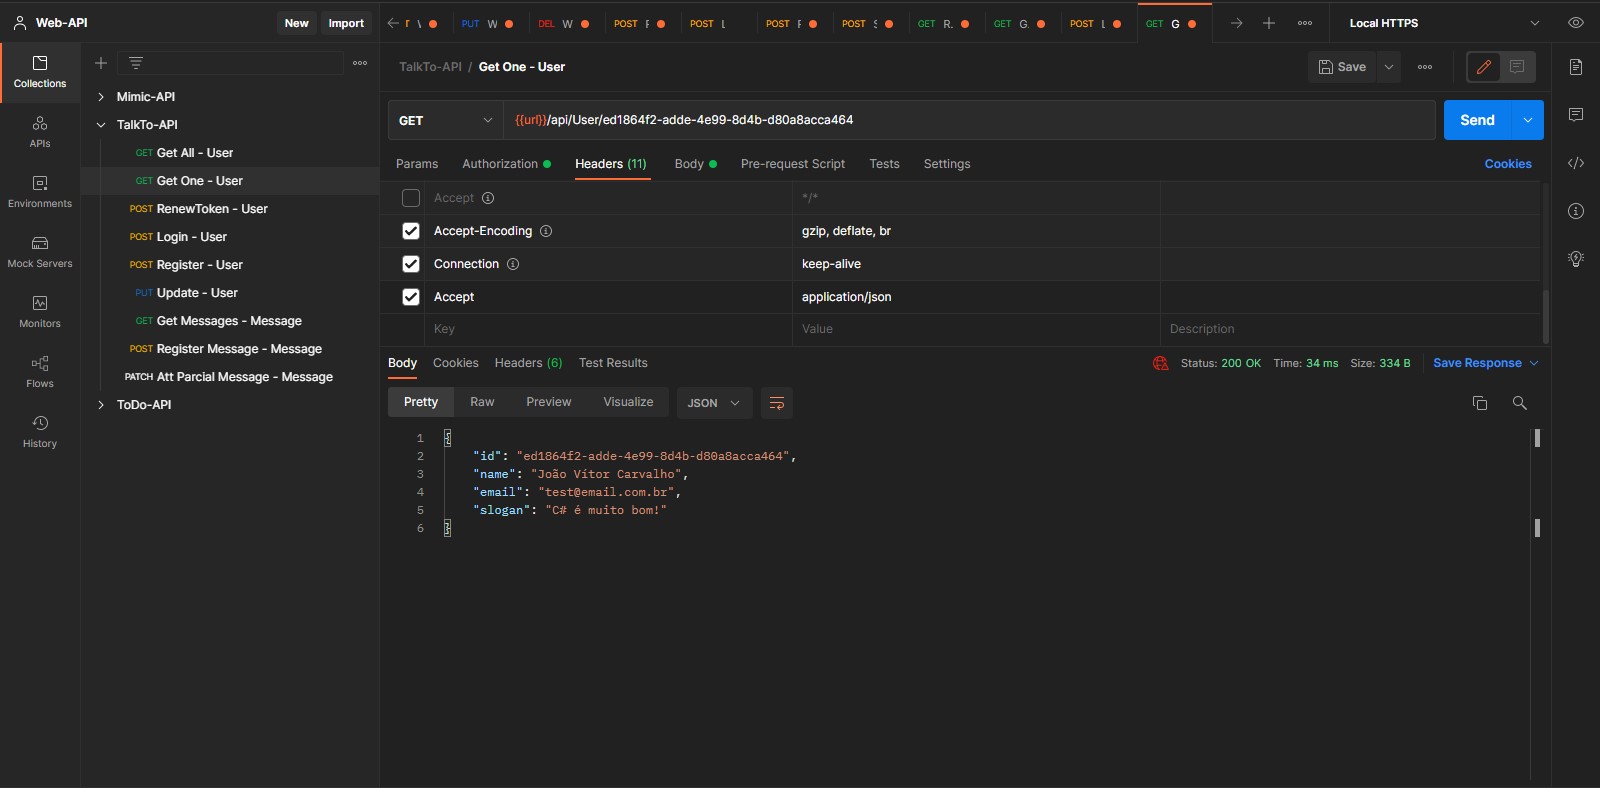 Web-API
New
Import
PUT W
DEL W
POST F
POST L
POST F
POST S
GET R.
GET G.
POST L
GET G
Local HTTPS
Collections
APIs
Environments
Mock Servers
Monitors
Flows
History
Mimic-API
TalkTo-API
GET Get All - User
GET Get One - User
POST RenewToken - User
POST Login - User
POST Register - User
PUT Update - User
GET Get Messages - Message
POST Register Message - Message
PATCH Att Parcial Message - Message
ToDo-API
TalkTo-API / Get One - User
Save
GET
{{url}}/api/User/ed1864f2-adde-4e99-8d4b-d80a8acca464
Send
Params Authorization Headers (11) Body Pre-request Script Tests Settings
Cookies
Accept */*
Accept-Encoding gzip, deflate, br
Connection keep-alive
Accept application/json
Key Value Description
Body Cookies Headers (6) Test Results
Status: 200 OK Time: 34 ms Size: 334 B Save Response
Pretty Raw Preview Visualize JSON
1 {
2 "id": "ed1864f2-adde-4e99-8d4b-d80a8acca464",
3 "name": "João Vítor Carvalho",
4 "email": "test@email.com.br",
5 "slogan": "C# é muito bom!"
6 }